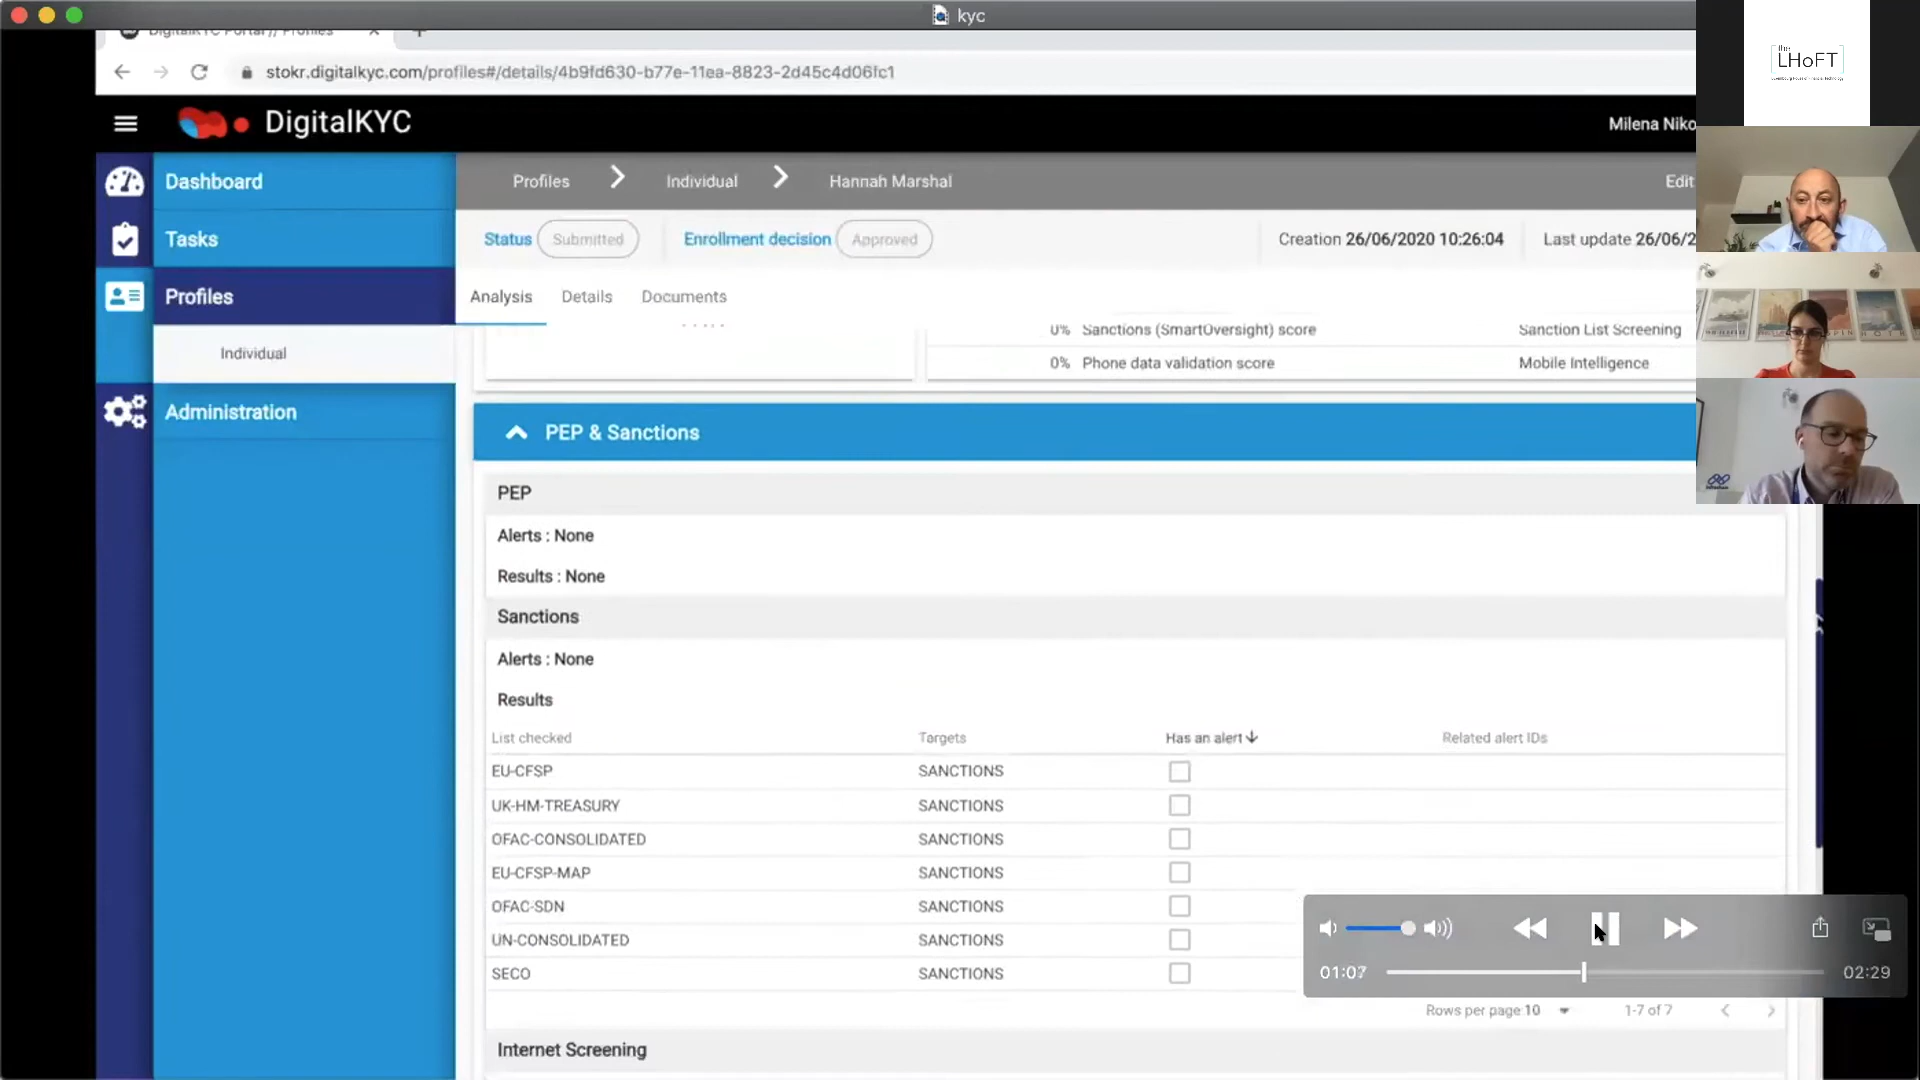 kyc
DigitalKYC Portal // Profiles
stokr.digitalkyc.com/profiles#/details/4b9fd630-b77e-11ea-8823-2d45c4d06fc1
the
LHoFT
DigitalKYC
Milena Niko
Dashboard
Profiles
Individual
Hannah Marshal
Edit
Tasks
Status
Submitted
Enrollment decision
Approved
Creation 26/06/2020 10:26:04
Last update 26/06/2
Profiles
Analysis
Details
Documents
0% Sanctions (SmartOversight) score
Sanction List Screening
Individual
0% Phone data validation score
Mobile Intelligence
Administration
PEP & Sanctions
PEP
Alerts : None
Results : None
Sanctions
Alerts : None
Results
List checked Targets Has an alert Related alert IDs
EU-CFSP SANCTIONS
UK-HM-TREASURY SANCTIONS
OFAC-CONSOLIDATED SANCTIONS
EU-CFSP-MAP SANCTIONS
OFAC-SDN SANCTIONS
UN-CONSOLIDATED SANCTIONS
SECO SANCTIONS
01:07
02:29
Rows per page 10
1-7 of 7
Internet Screening